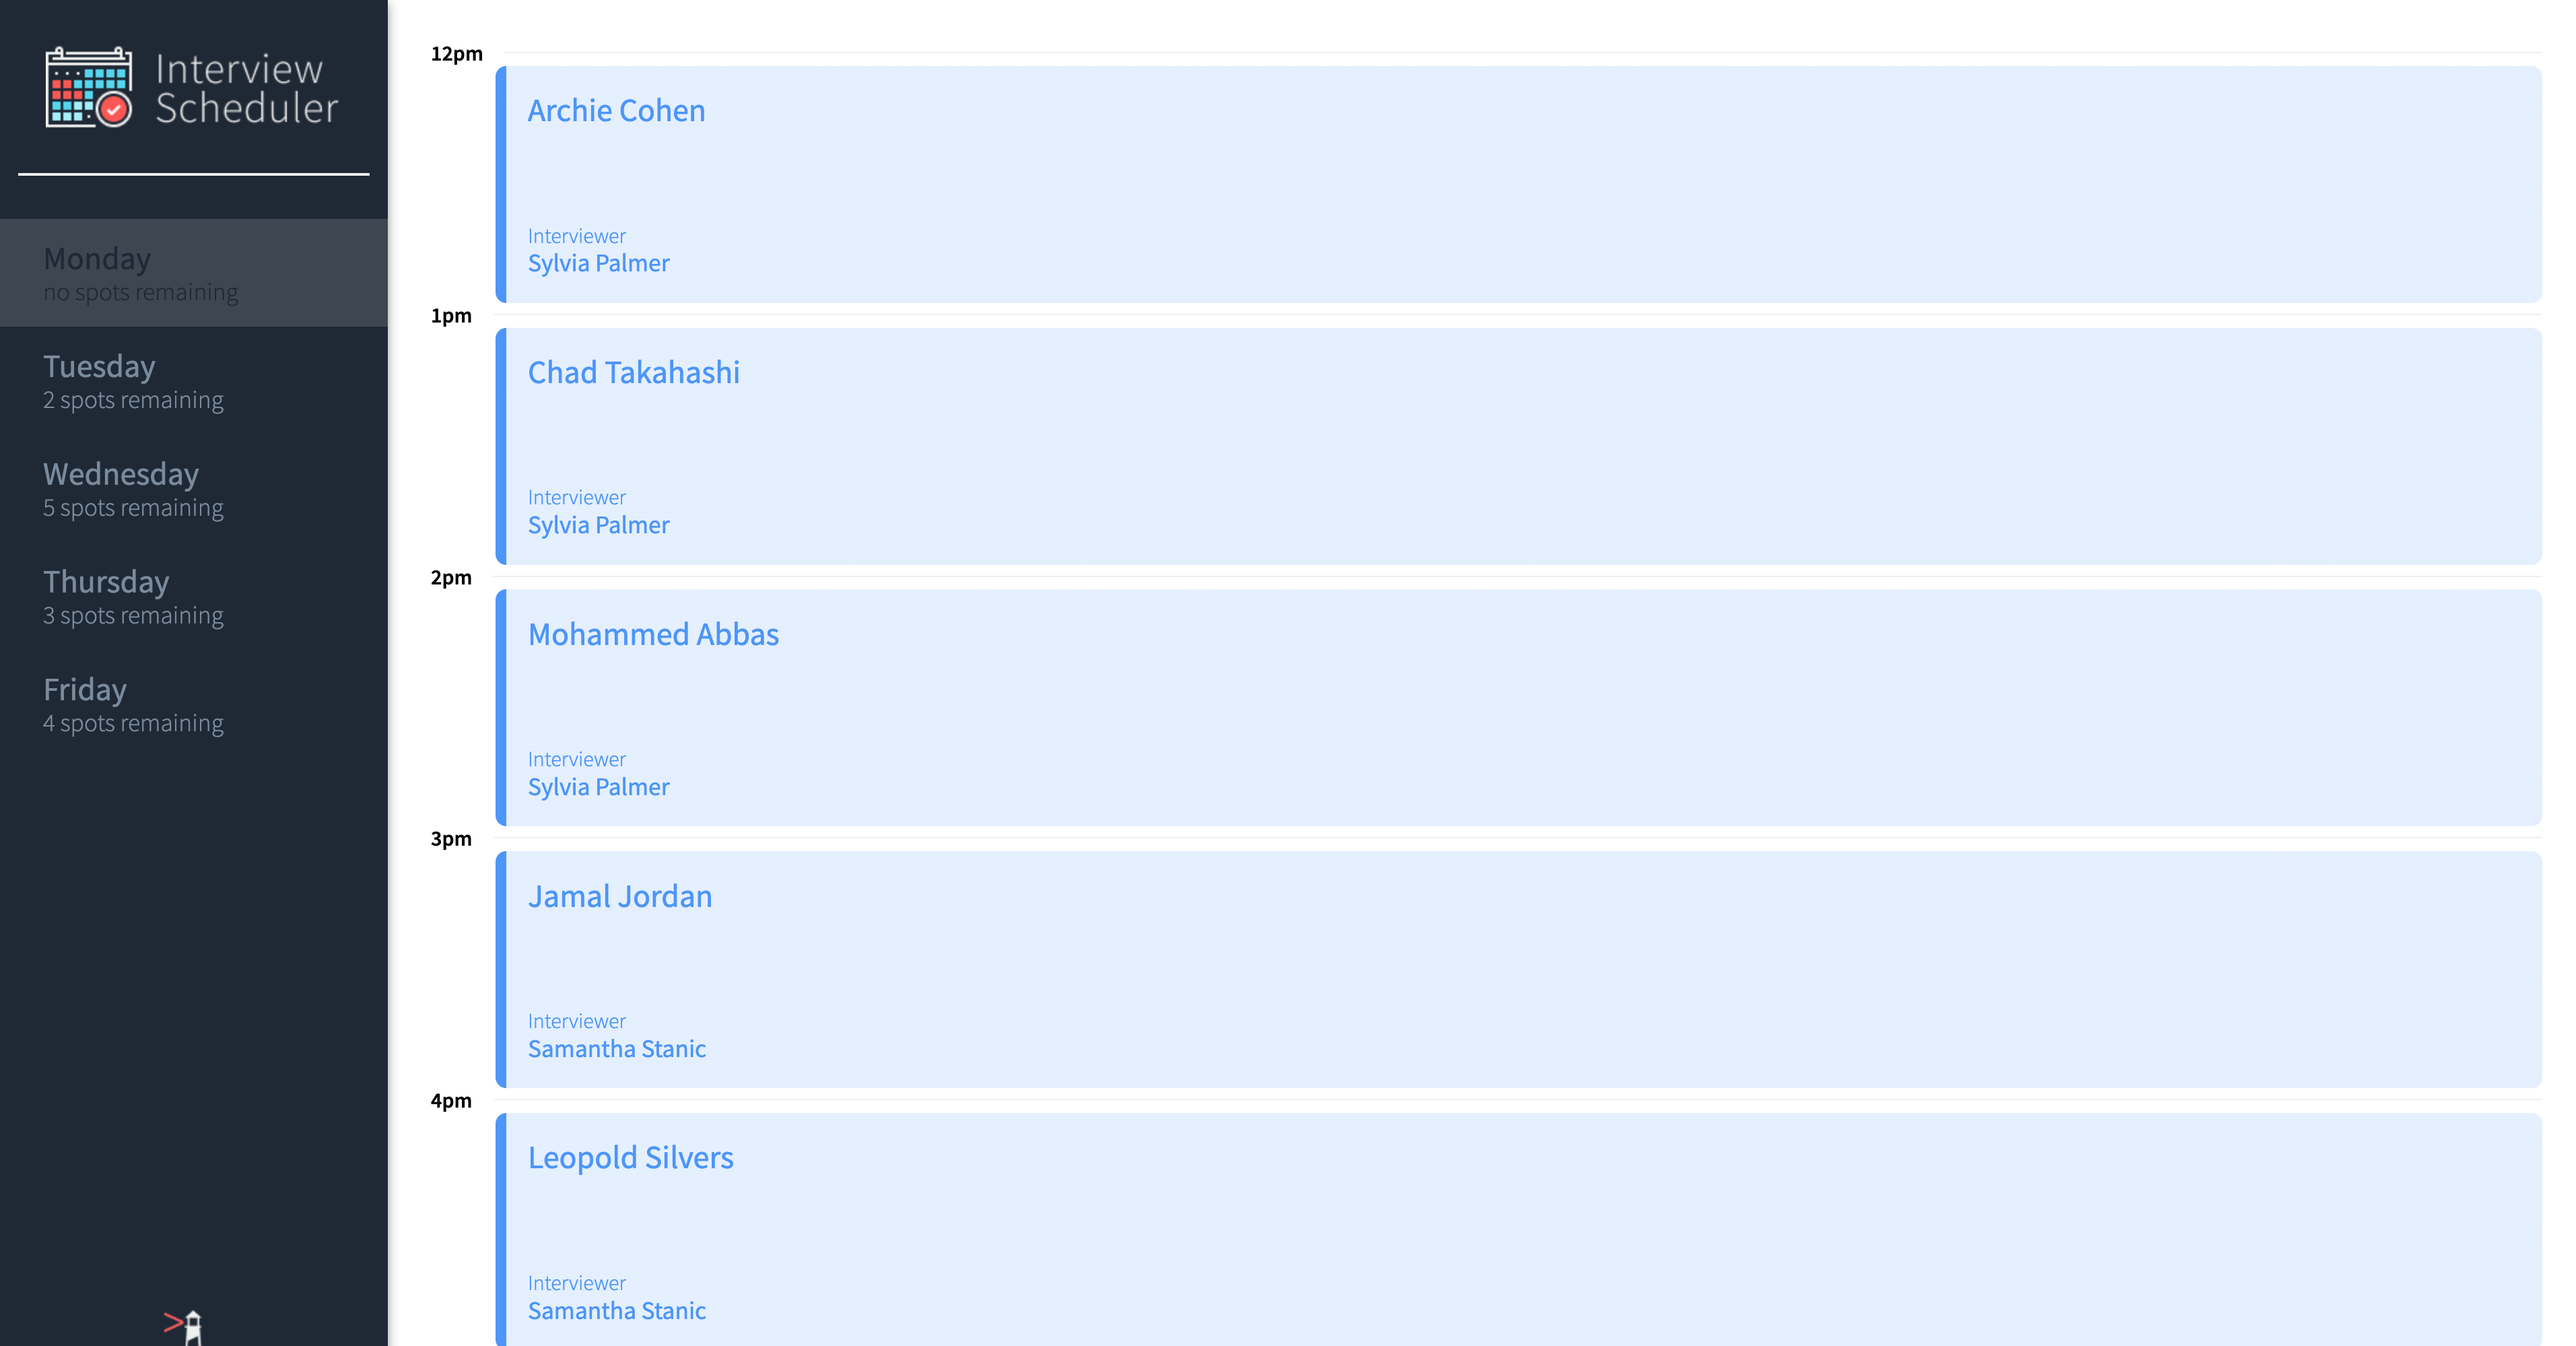 Interview
Scheduler
Monday
no spots remaining
Tuesday
2 spots remaining
Wednesday
5 spots remaining
Thursday
3 spots remaining
Friday
4 spots remaining
12pm
Archie Cohen
Interviewer
Sylvia Palmer
1pm
Chad Takahashi
Interviewer
Sylvia Palmer
2pm
Mohammed Abbas
Interviewer
Sylvia Palmer
3pm
Jamal Jordan
Interviewer
Samantha Stanic
4pm
Leopold Silvers
Interviewer
Samantha Stanic